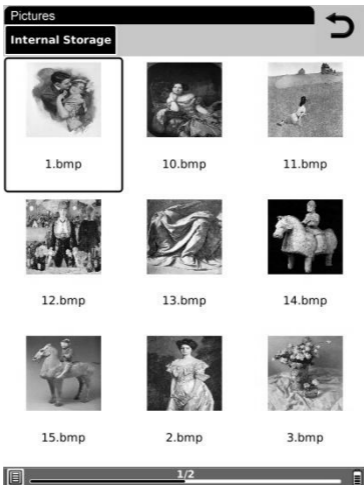 Pictures
Internal Storage
1.bmp
10.bmp
11.bmp
12.bmp
13.bmp
14.bmp
15.bmp
2.bmp
3.bmp
1/2